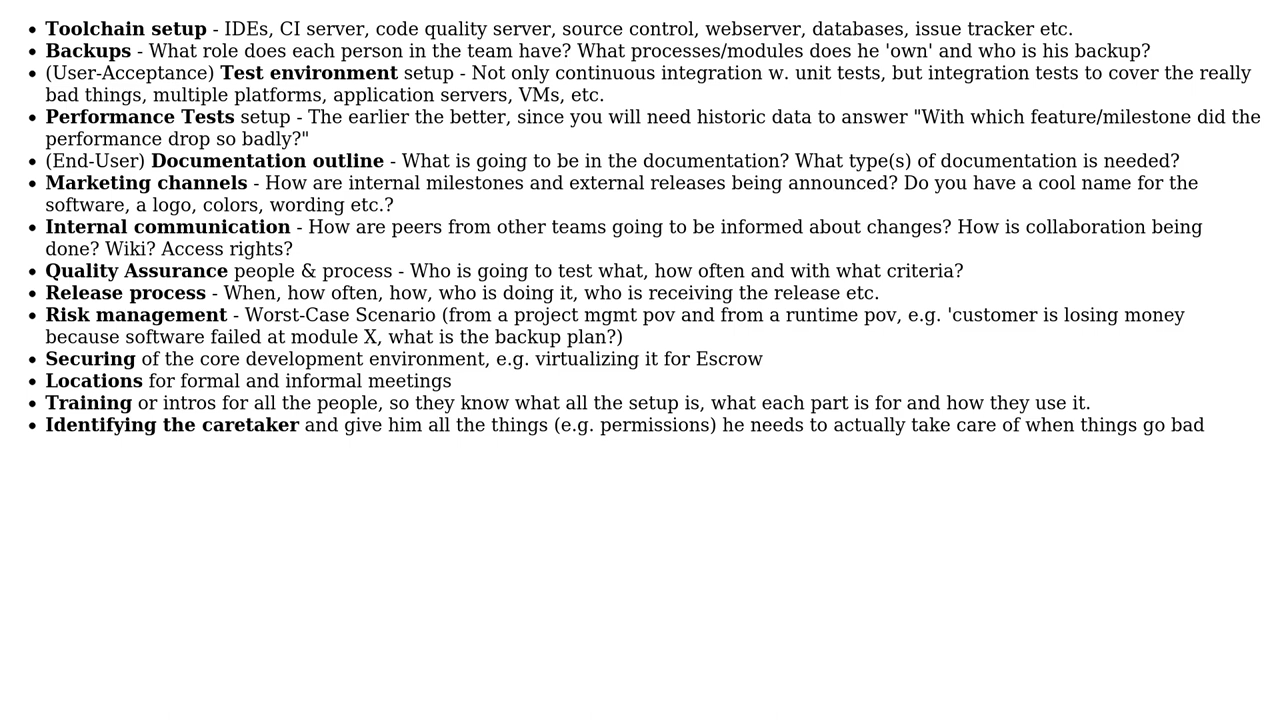 • Toolchain setup - IDEs, CI server, code quality server, source control, webserver, databases, issue tracker etc.
• Backups - What role does each person in the team have? What processes/modules does he 'own' and who is his backup?
• (User-Acceptance) Test environment setup - Not only continuous integration w. unit tests, but integration tests to cover the really
bad things, multiple platforms, application servers, VMs, etc.
• Performance Tests setup - The earlier the better, since you will need historic data to answer "With which feature/milestone did the
performance drop so badly?"
• (End-User) Documentation outline - What is going to be in the documentation? What type(s) of documentation is needed?
• Marketing channels - How are internal milestones and external releases being announced? Do you have a cool name for the
software, a logo, colors, wording etc.?
• Internal communication - How are peers from other teams going to be informed about changes? How is collaboration being
done? Wiki? Access rights?
• Quality Assurance people & process - Who is going to test what, how often and with what criteria?
• Release process - When, how often, how, who is doing it, who is receiving the release etc.
• Risk management - Worst-Case Scenario (from a project mgmt pov and from a runtime pov, e.g. 'customer is losing money
because software failed at module X, what is the backup plan?)
• Securing of the core development environment, e.g. virtualizing it for Escrow
• Locations for formal and informal meetings
• Training or intros for all the people, so they know what all the setup is, what each part is for and how they use it.
• Identifying the caretaker and give him all the things (e.g. permissions) he needs to actually take care of when things go bad